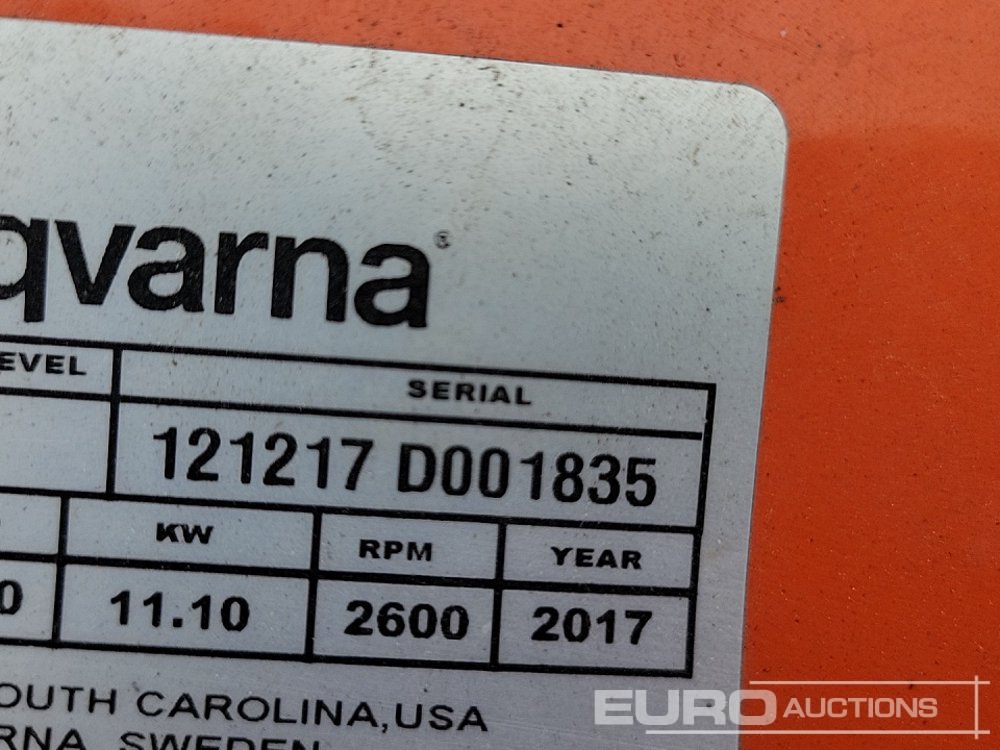 qvarna®
EVEL SERIAL
121217 D001835
KW RPM YEAR
0 11.10 2600 2017
OUTH CAROLINA,USA
RNA, SWEDEN
EURO AUCTIONS